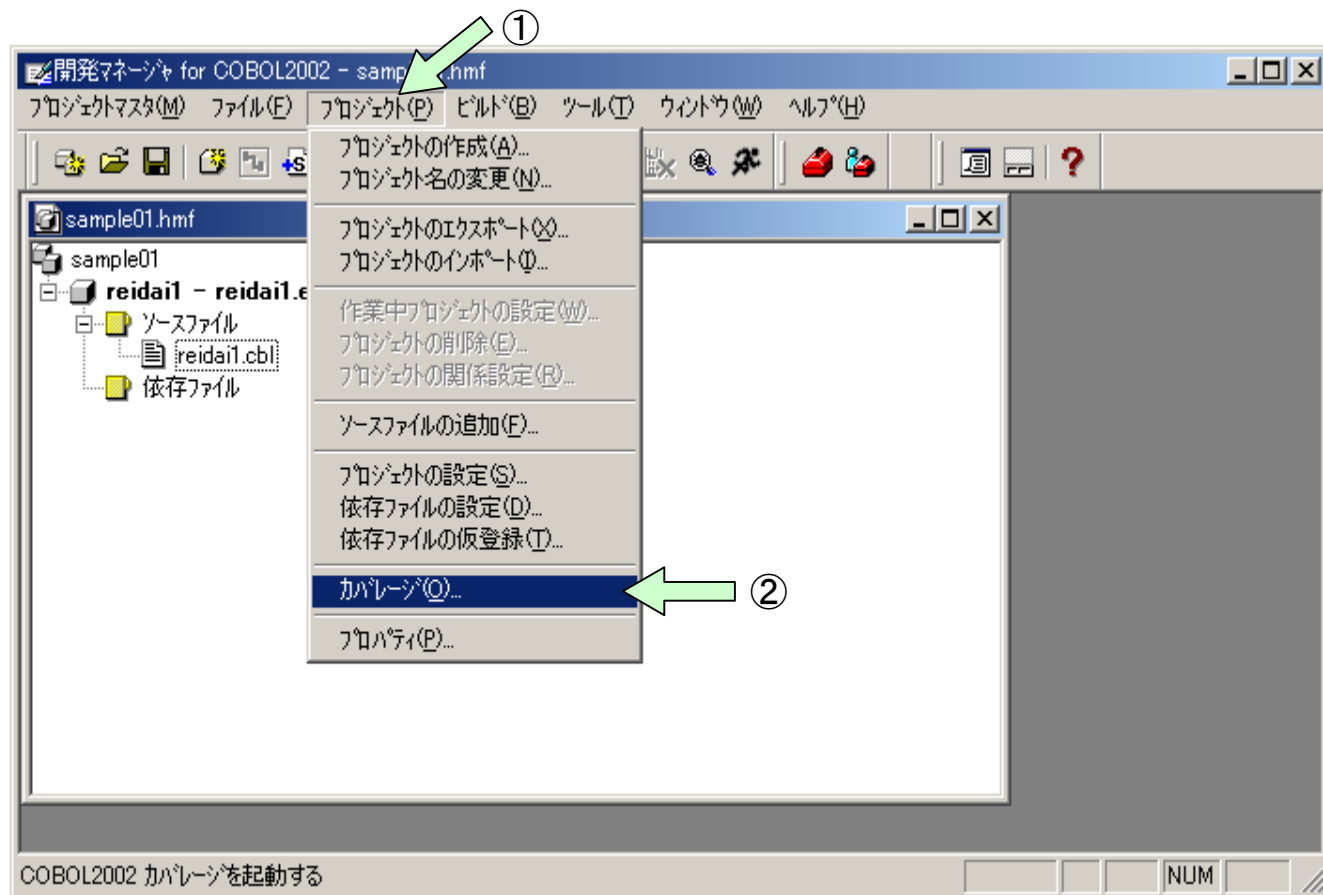 ①
開発ﾏﾈｰｼﾞｬ for COBOL2002 - samp .hmf
ﾌﾟﾛｼﾞｪｸﾄﾏｽﾀ(M) ﾌｧｲﾙ(F) ﾌﾟﾛｼﾞｪｸﾄ(P) ﾋﾞﾙﾄﾞ(B) ﾂｰﾙ(T) ｳｨﾝﾄﾞｳ(W) ﾍﾙﾌﾟ(H)
sample01.hmf
sample01
reidai1 - reidai1.e
ｿｰｽﾌｧｲﾙ
reidai1.cbl
依存ﾌｧｲﾙ
ﾌﾟﾛｼﾞｪｸﾄの作成(A)...
ﾌﾟﾛｼﾞｪｸﾄ名の変更(N)...
ﾌﾟﾛｼﾞｪｸﾄのｴｸｽﾎﾟｰﾄ(X)...
ﾌﾟﾛｼﾞｪｸﾄのｲﾝﾎﾟｰﾄ(I)...
作業中ﾌﾟﾛｼﾞｪｸﾄの設定(W)...
ﾌﾟﾛｼﾞｪｸﾄの削除(E)...
ﾌﾟﾛｼﾞｪｸﾄの関係設定(R)...
ｿｰｽﾌｧｲﾙの追加(F)...
ﾌﾟﾛｼﾞｪｸﾄの設定(S)...
依存ﾌｧｲﾙの設定(D)...
依存ﾌｧｲﾙの仮登録(T)...
ｶﾊﾞﾚｰｼﾞ(O)...
②
ﾌﾟﾛﾊﾟﾃｨ(P)...
COBOL2002 ｶﾊﾞﾚｰｼﾞを起動する
NUM